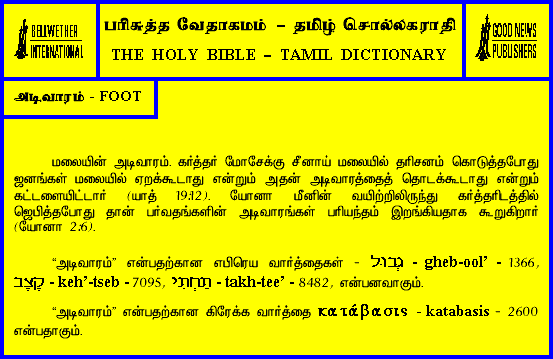 BELLWETHER
INTERNATIONAL
பரிசுத்த வேதாகமம் – தமிழ் சொல்லகராதி
THE HOLY BIBLE – TAMIL DICTIONARY
GOOD NEWS
PUBLISHERS
அடிவாரம் - FOOT
மலையின் அடிவாரம். கர்த்தர் மோசேக்கு சீனாய் மலையில் தரிசனம் கொடுத்தபோது
ஜனங்கள் மலையில் ஏறக்கூடாது என்றும் அதன் அடிவாரத்தைத் தொடக்கூடாது என்றும்
கட்டளையிட்டார் (யாத் 19:12). யோனா மீனின் வயிற்றிலிருந்து கர்த்தரிடத்தில்
ஜெபித்தபோது தான் பர்வதங்களின் அடிவாரங்கள் பரியந்தம் இறங்கியதாக கூறுகிறார்
(யோனா 2:6).
“அடிவாரம்” என்பதற்கான எபிரெய வார்த்தைகள் - גְּבוּל - gheb-ool’ - 1366,
קֶצֶב - keh’-tseb - 7095, תַּחְתִּי - takh-tee’ - 8482, என்பனவாகும்.
“அடிவாரம்” என்பதற்கான கிரேக்க வார்த்தை κατάβασις - katabasis - 2600
என்பதாகும்.